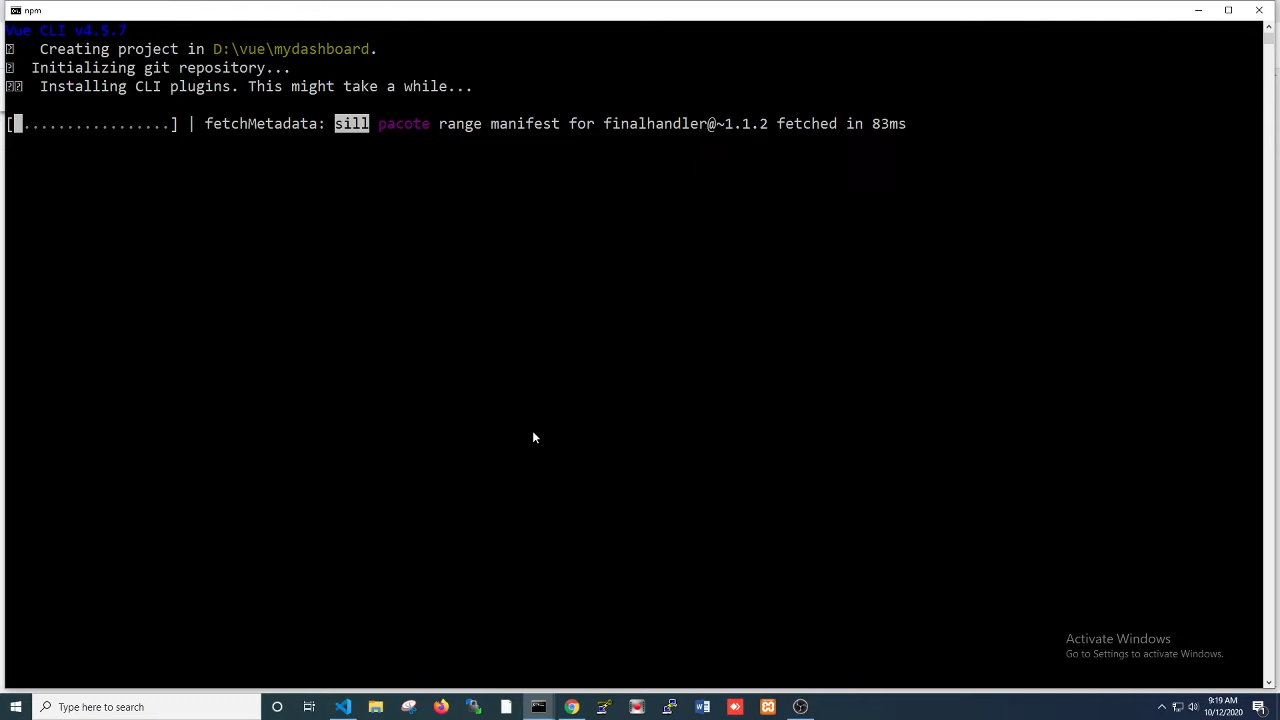 npm
Vue CLI v4.5.7
Creating project in D:\vue\mydashboard.
Initializing git repository...
Installing CLI plugins. This might take a while...
[ .................] | fetchMetadata: sill pacote range manifest for finalhandler@~1.1.2 fetched in 83ms
Activate Windows
Go to Settings to activate Windows.
Type here to search
9:19 AM
10/12/2020